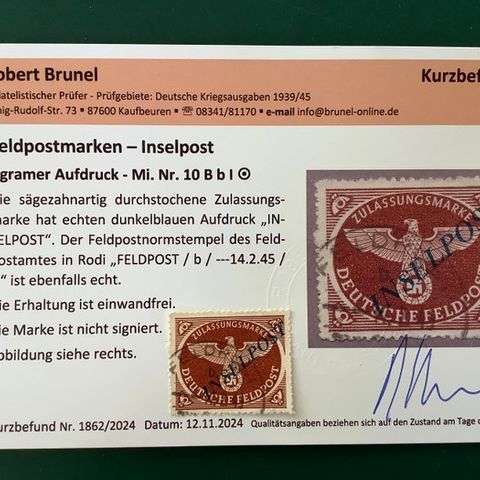 obert Brunel
Kurzbef
ilatelistischer Prüfer - Prüfgebiete: Deutsche Kriegsausgaben 1939/45
nig-Rudolf-Str. 73 ▪ 87600 Kaufbeuren ▪ ☏ 08341/81170 ▪ e-mail info@brunel-online.de
eldpostmarken – Inselpost
gramer Aufdruck - Mi. Nr. 10 B b I ⊙
ie sägezahnartig durchstochene Zulassungs-
marke hat echten dunkelblauen Aufdruck „IN-
ELPOST“. Der Feldpostnormstempel des Feld-
ostamtes in Rodi „FELDPOST / b / ---14.2.45 /
“ ist ebenfalls echt.
ie Erhaltung ist einwandfrei.
ie Marke ist nicht signiert.
bbildung siehe rechts.
ZULASSUNGSMARKE
INSELPOST
DEUTSCHE FELDPOST
ZULASSUNGSMARKE
INSELPOST
DEUTSCHE FELDPOST
urzbefund Nr. 1862/2024 Datum: 12.11.2024 Qualitätsangaben beziehen sich auf den Zustand am Tage d